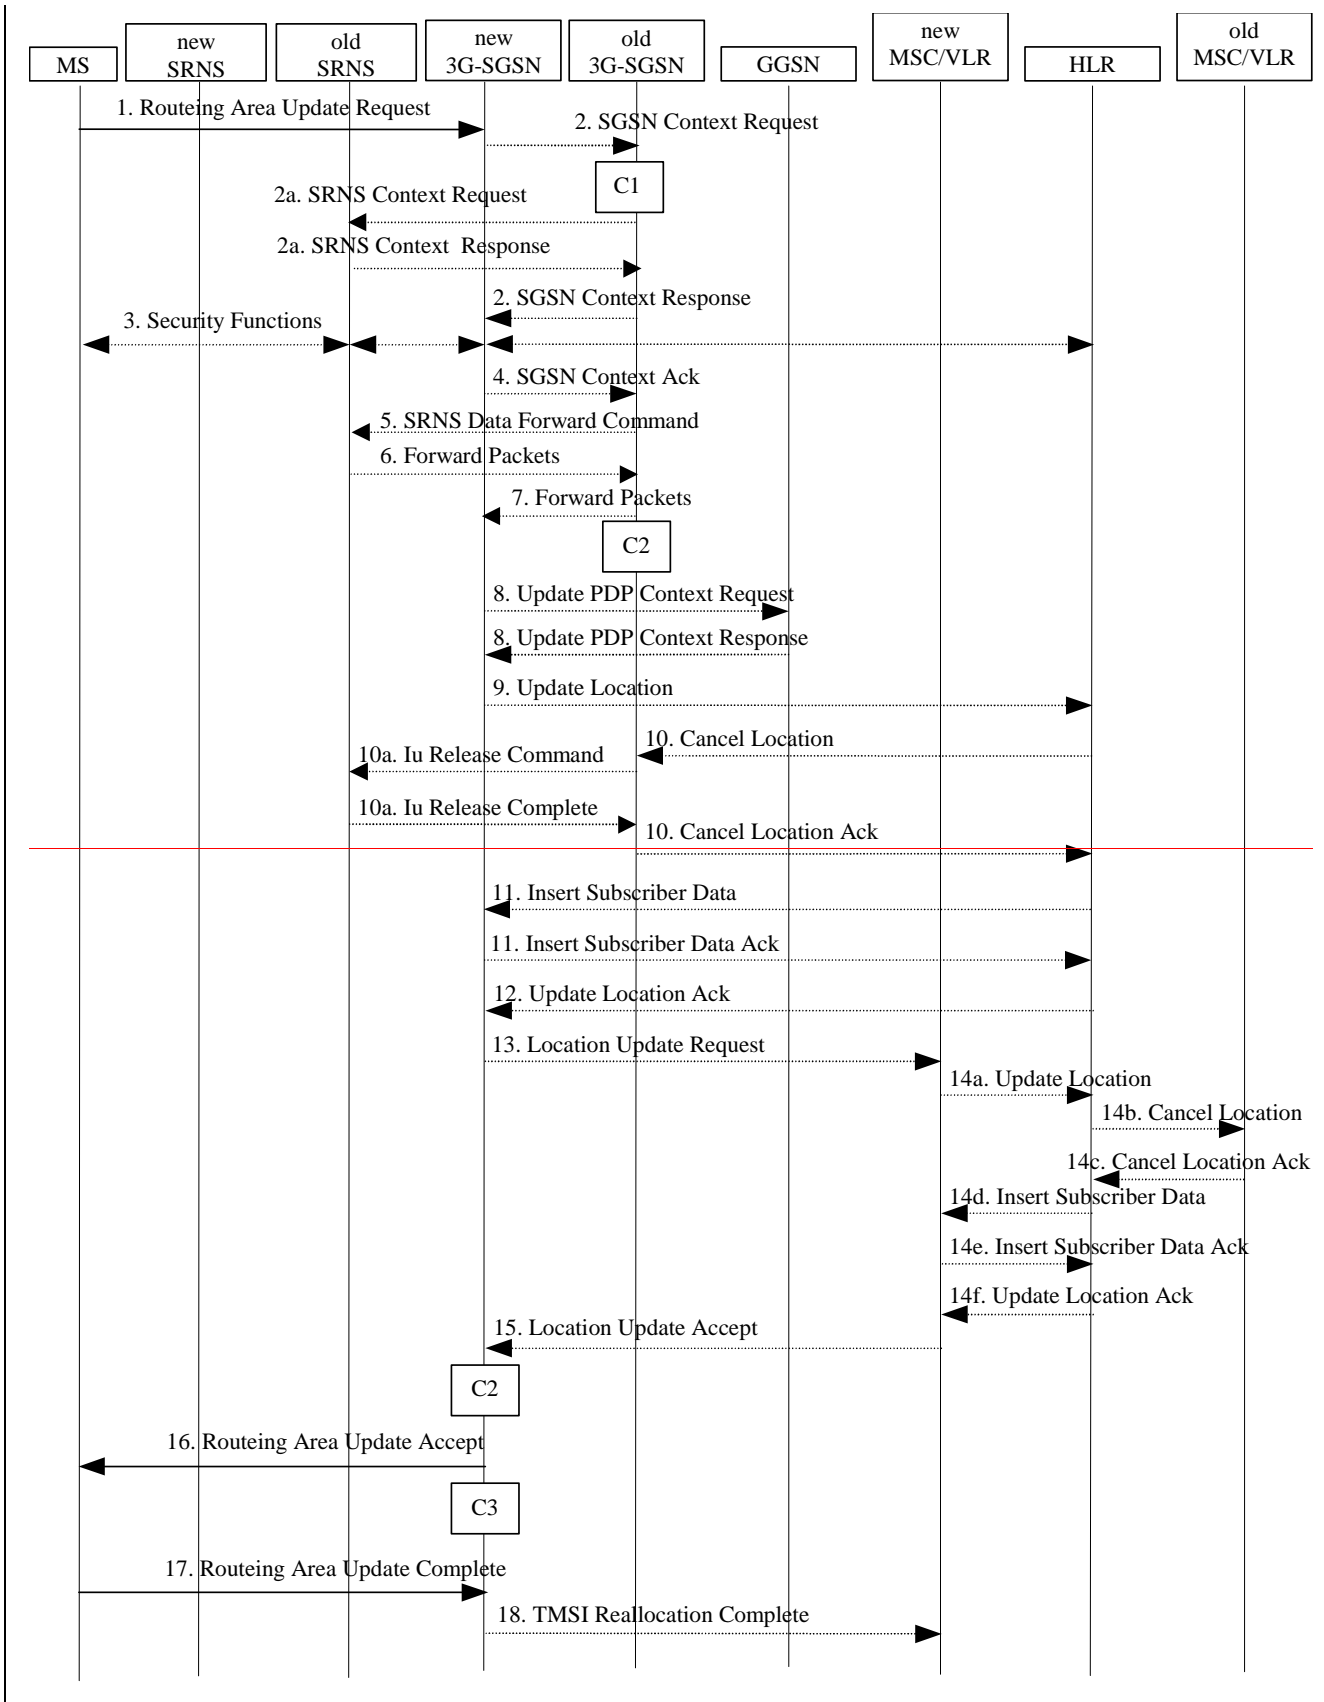 MS
new
SRNS
old
SRNS
new
3G-SGSN
old
3G-SGSN
GGSN
new
MSC/VLR
HLR
old
MSC/VLR
1. Routeing Area Update Request
2. SGSN Context Request
C1
2a. SRNS Context Request
2a. SRNS Context  Response
2. SGSN Context Response
3. Security Functions
4. SGSN Context Ack
5. SRNS Data Forward Command
6. Forward Packets
7. Forward Packets
C2
8. Update PDP Context Request
8. Update PDP Context Response
9. Update Location
10. Cancel Location
10a. Iu Release Command
10a. Iu Release Complete
10. Cancel Location Ack
11. Insert Subscriber Data
11. Insert Subscriber Data Ack
12. Update Location Ack
13. Location Update Request
14a. Update Location
14b. Cancel Location
14c. Cancel Location Ack
14d. Insert Subscriber Data
14e. Insert Subscriber Data Ack
14f. Update Location Ack
15. Location Update Accept
C2
16. Routeing Area Update Accept
C3
17. Routeing Area Update Complete
18. TMSI Reallocation Complete